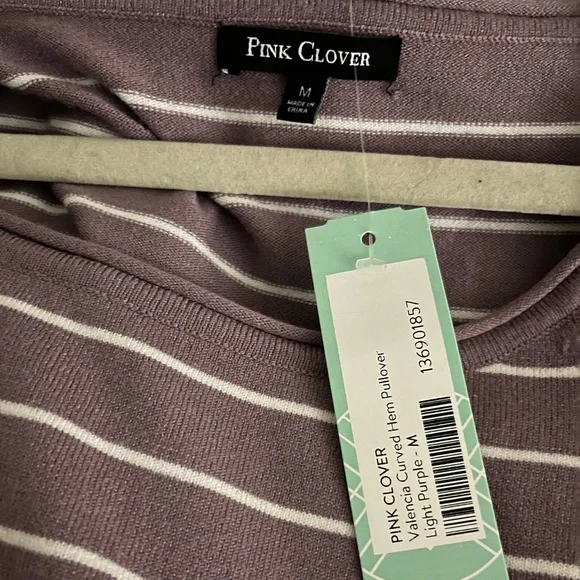 PINK CLOVER
M
MADE IN
CHINA
PINK CLOVER
Valencia Curved Hem Pullover
Light Purple - M
136901857